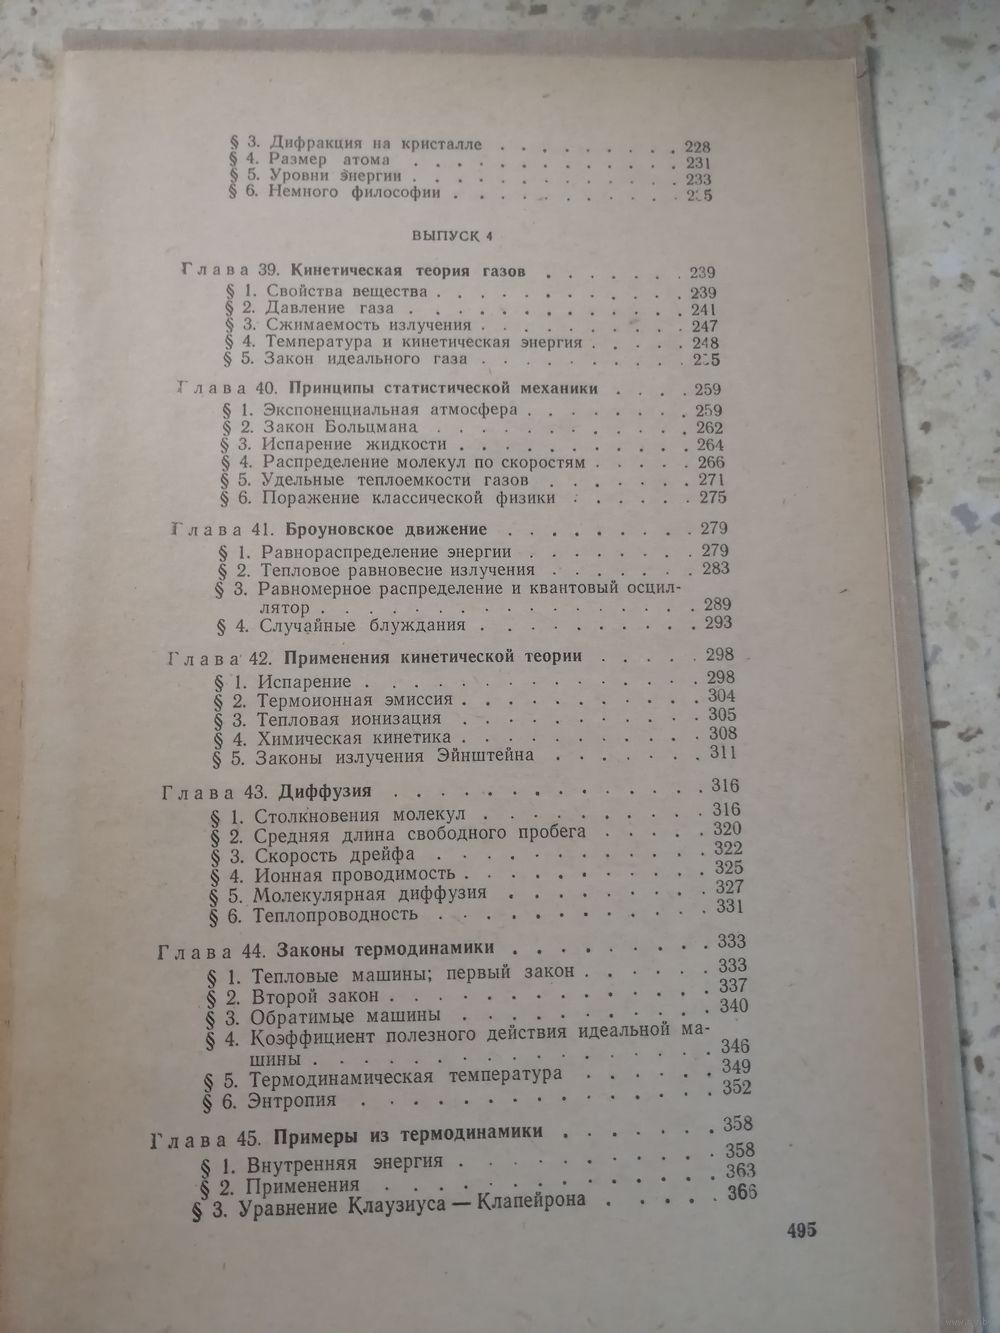 § 3. Дифракция на кристалле . . . . . . . . . 228
§ 4. Размер атома . . . . . . . . . . . . 231
§ 5. Уровни энергии . . . . . . . . . . . . 233
§ 6. Немного философии . . . . . . . . . . .
ВЫПУСК 4
Глава 39. Кинетическая теория газов . . . . . . . 239
§ 1. Свойства вещества . . . . . . . . . . . 239
§ 2. Давление газа . . . . . . . . . . . . 241
§ 3. Сжимаемость излучения . . . . . . . . . 247
§ 4. Температура и кинетическая энергия . . . . . 248
§ 5. Закон идеального газа . . . . . . . . .
Глава 40. Принципы статистической механики . . . . 259
§ 1. Экспоненциальная атмосфера . . . . . . . . 259
§ 2. Закон Больцмана . . . . . . . . . . . 262
§ 3. Испарение жидкости . . . . . . . . . . 264
§ 4. Распределение молекул по скоростям . . . . . 266
§ 5. Удельные теплоемкости газов . . . . . . . 271
§ 6. Поражение классической физики . . . . . . 275
Глава 41. Броуновское движение . . . . . . . . . 279
§ 1. Равнораспределение энергии . . . . . . . . 279
§ 2. Тепловое равновесие излучения . . . . . . . 283
§ 3. Равномерное распределение и квантовый осцил-
лятор . . . . . . . . . . . . . . . . 289
§ 4. Случайные блуждания . . . . . . . . . . 293
Глава 42. Применения кинетической теории . . . . . 298
§ 1. Испарение . . . . . . . . . . . . . . 298
§ 2. Термоионная эмиссия . . . . . . . . . . 304
§ 3. Тепловая ионизация . . . . . . . . . . 305
§ 4. Химическая кинетика . . . . . . . . . . 308
§ 5. Законы излучения Эйнштейна . . . . . . . 311
Глава 43. Диффузия . . . . . . . . . . . . . . 316
§ 1. Столкновения молекул . . . . . . . . . . 316
§ 2. Средняя длина свободного пробега . . . . . 320
§ 3. Скорость дрейфа . . . . . . . . . . . 322
§ 4. Ионная проводимость . . . . . . . . . . 325
§ 5. Молекулярная диффузия . . . . . . . . . 327
§ 6. Теплопроводность . . . . . . . . . . . 331
Глава 44. Законы термодинамики . . . . . . . . . 333
§ 1. Тепловые машины; первый закон . . . . . . 333
§ 2. Второй закон . . . . . . . . . . . . . 337
§ 3. Обратимые машины . . . . . . . . . . . 340
§ 4. Коэффициент полезного действия идеальной ма-
шины . . . . . . . . . . . . . . . . 346
§ 5. Термодинамическая температура . . . . . . 349
§ 6. Энтропия . . . . . . . . . . . . . . 352
Глава 45. Примеры из термодинамики . . . . . . . 358
§ 1. Внутренняя энергия . . . . . . . . . . 358
§ 2. Применения . . . . . . . . . . . . . 363
§ 3. Уравнение Клаузиуса — Клапейрона . . . . . 366
495